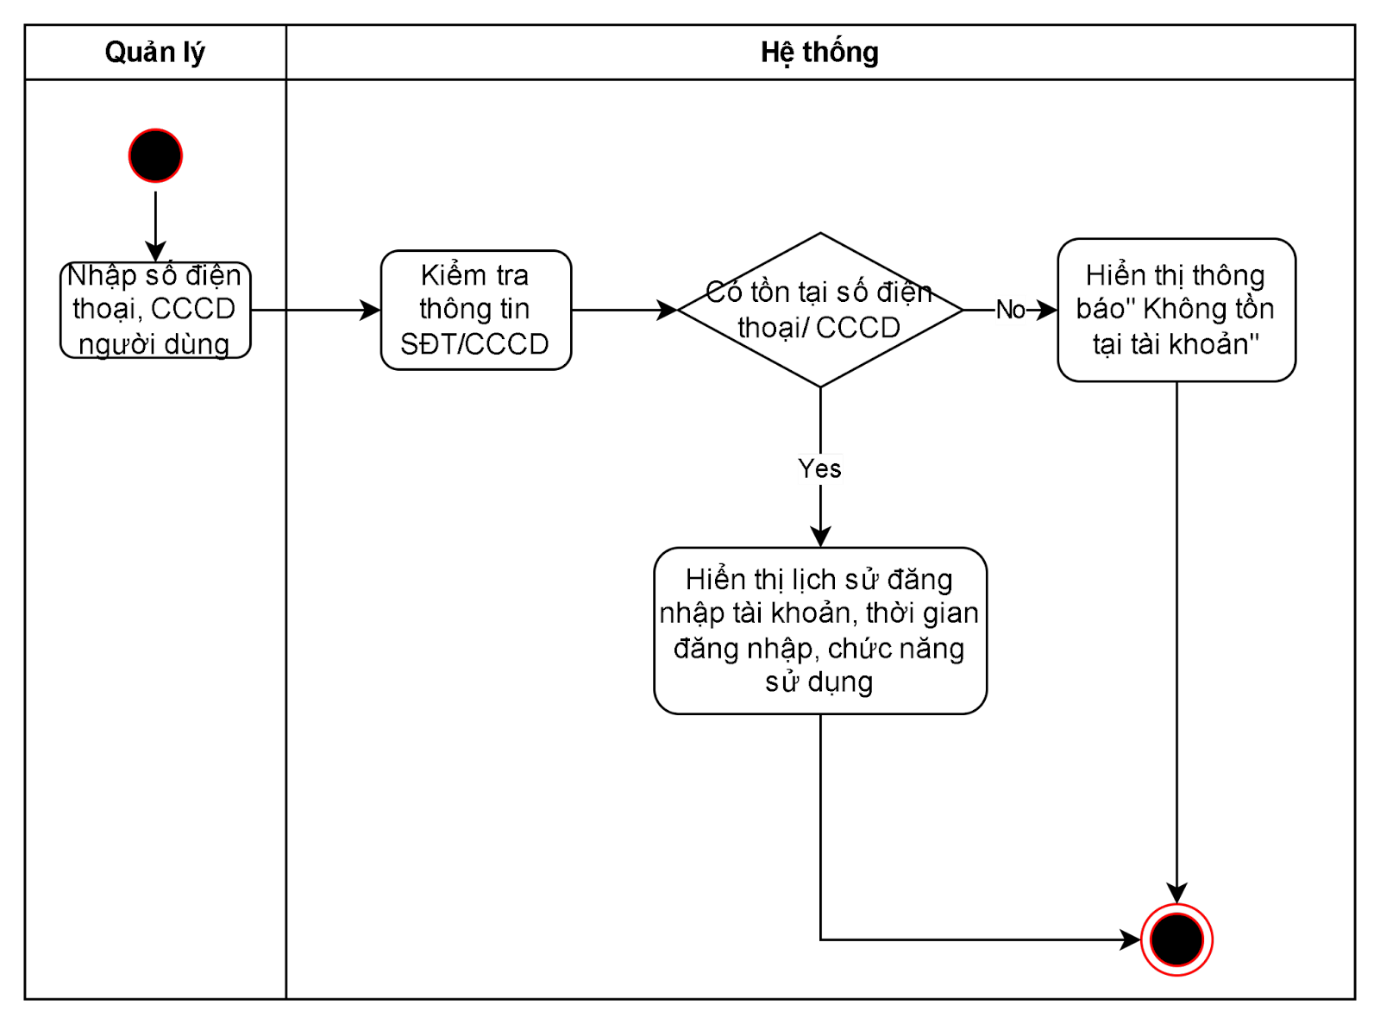 Quản lý
Hệ thống
Nhập số điện
thoại, CCCD
người dùng
Kiểm tra
thông tin
SĐT/CCCD
Có tồn tại số điện
thoại/ CCCD
No
Hiển thị thông
báo" Không tồn
tại tài khoản"
Yes
Hiển thị lịch sử đăng
nhập tài khoản, thời gian
đăng nhập, chức năng
sử dụng